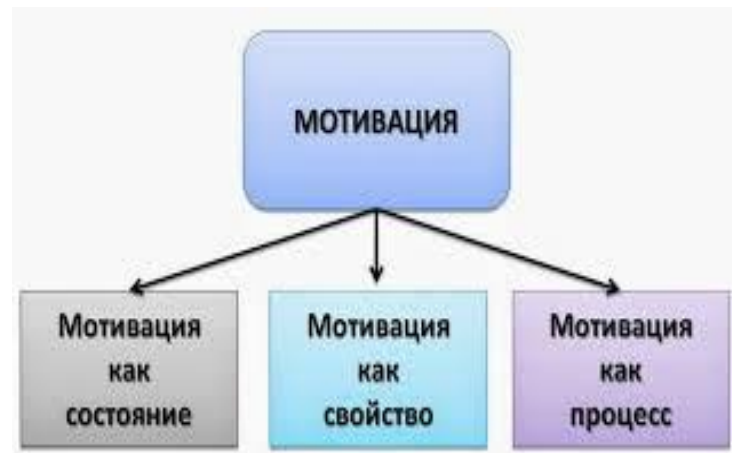 МОТИВАЦИЯ
Мотивация
как
состояние
Мотивация
как
свойство
Мотивация
как
процесс